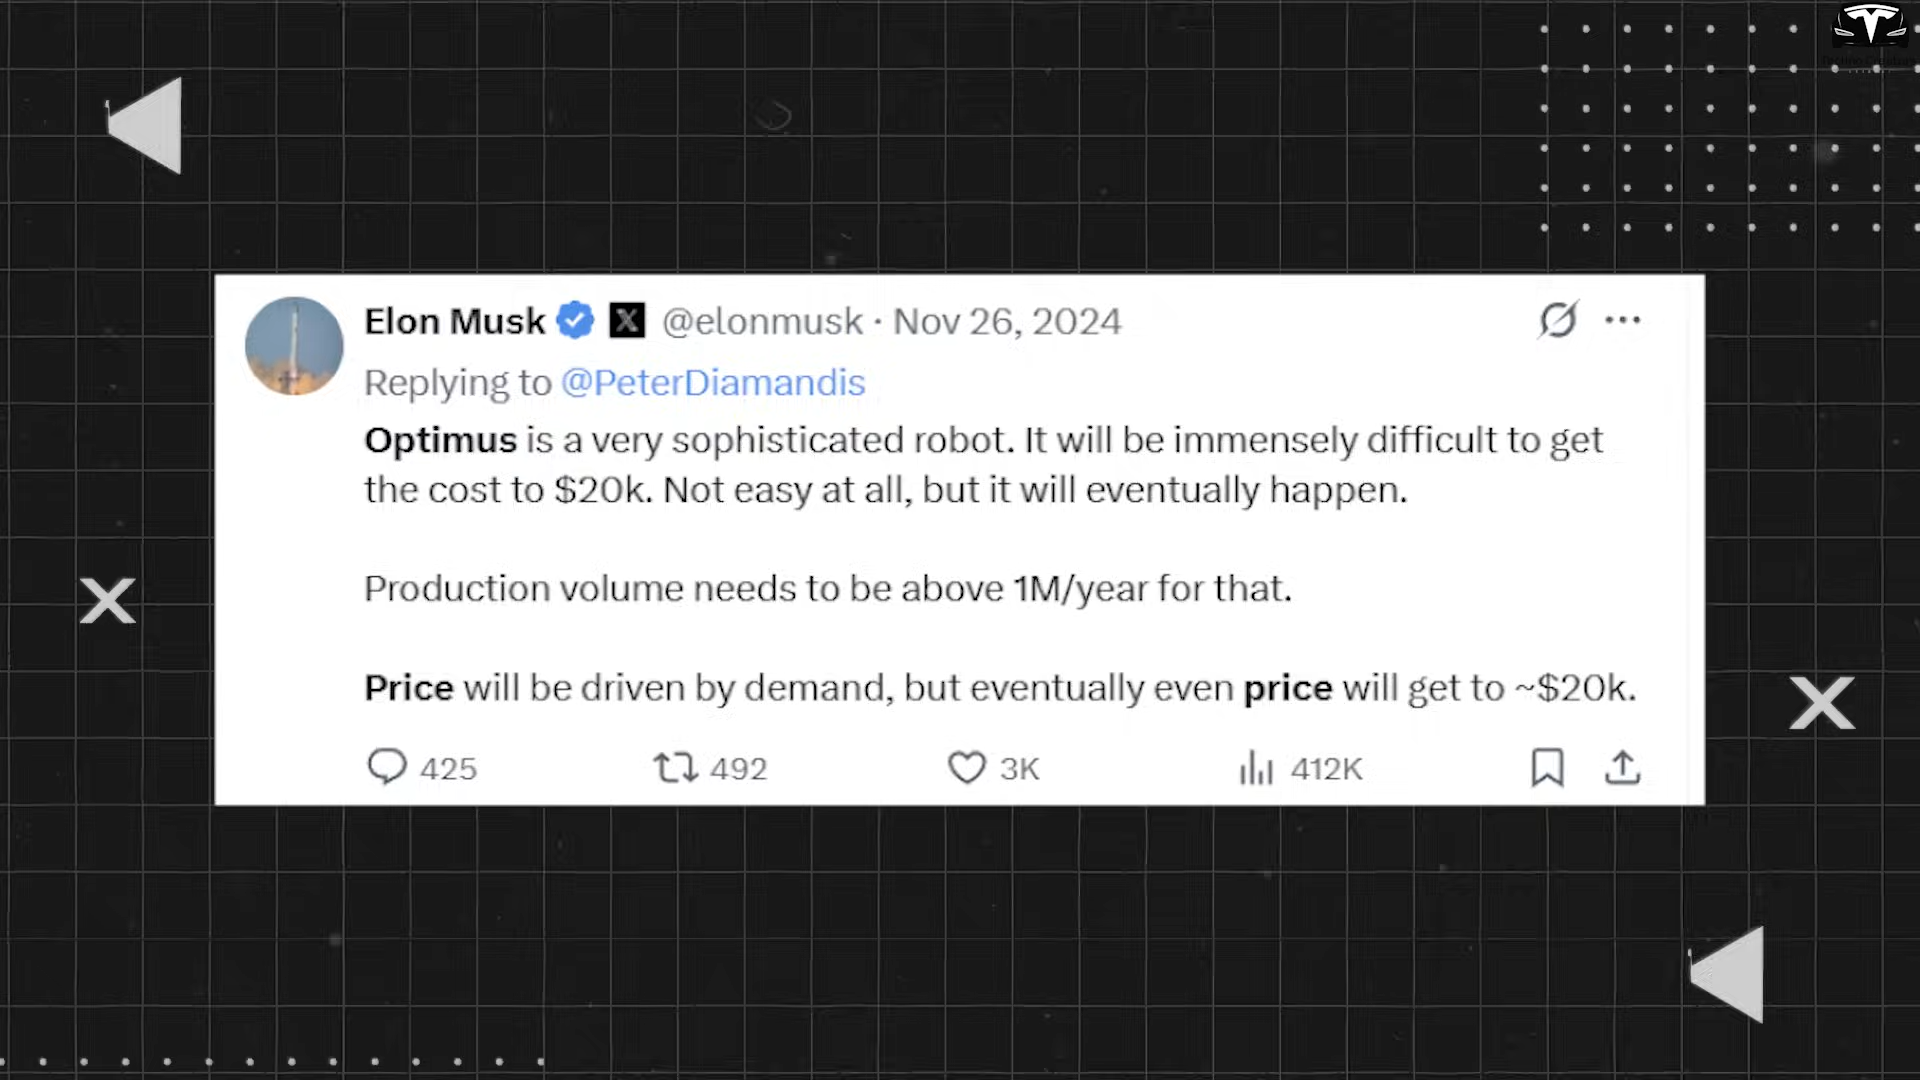 Elon Musk @elonmusk · Nov 26, 2024
Replying to @PeterDiamandis
Optimus is a very sophisticated robot. It will be immensely difficult to get
the cost to $20k. Not easy at all, but it will eventually happen.
Production volume needs to be above 1M/year for that.
Price will be driven by demand, but eventually even price will get to ~$20k.
425 492 3K 412K